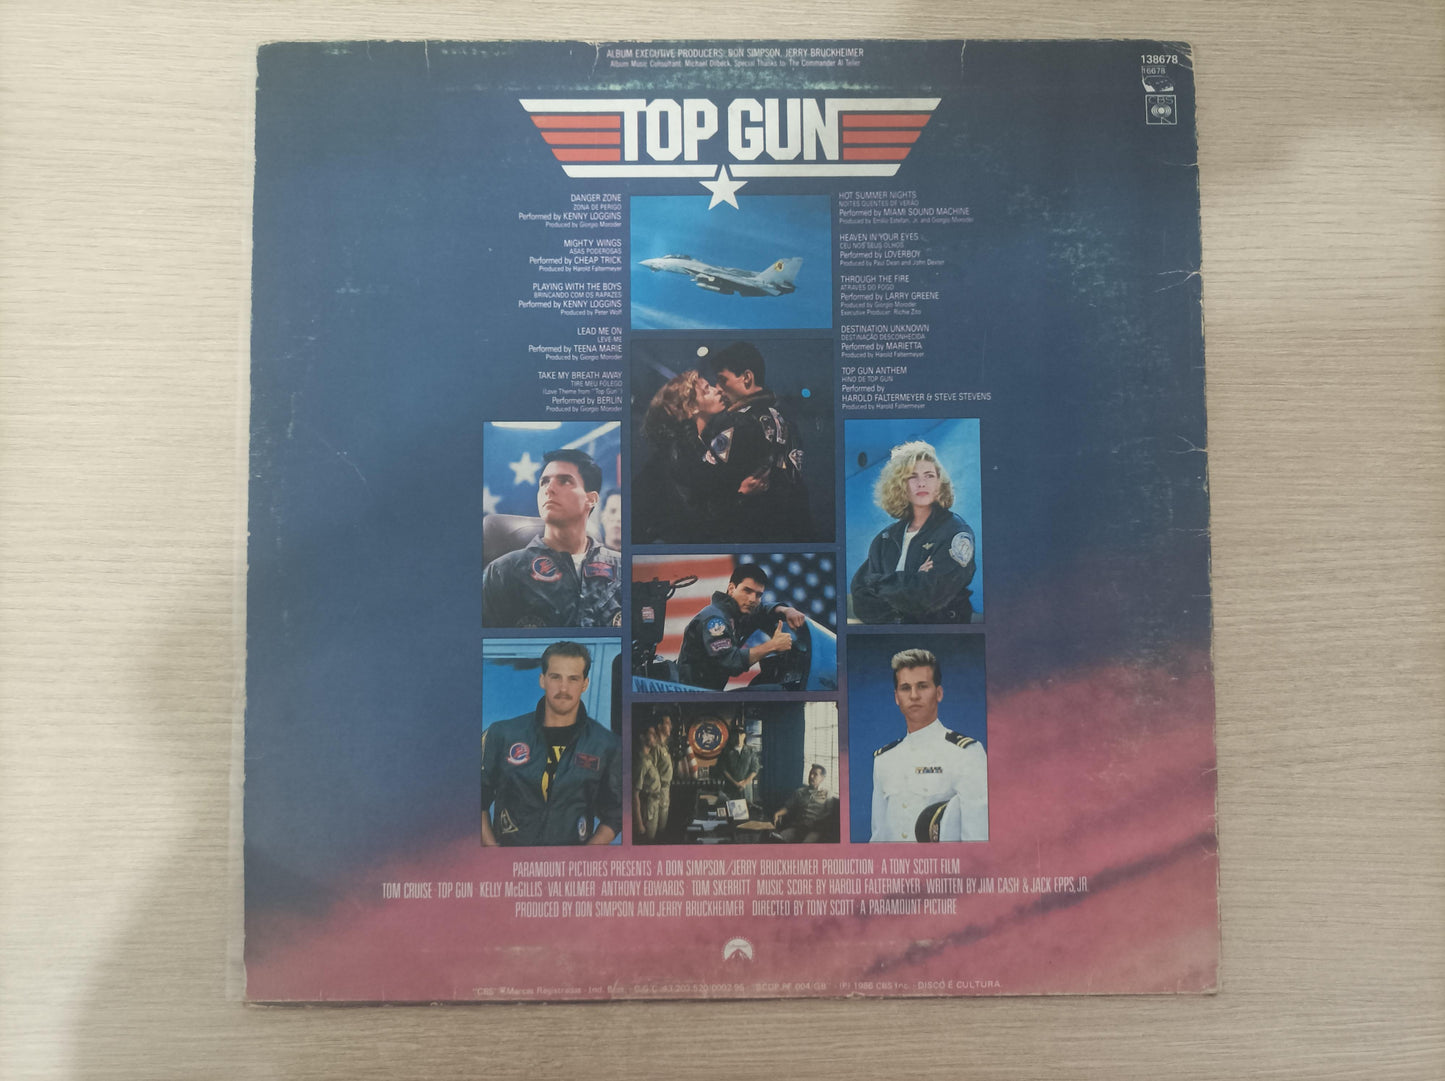 ALBUM EXECUTIVE PRODUCERS: DON SIMPSON, JERRY BRUCKHEIMER
Album Music Consultant: Michael Dilbeck, Special Thanks to: The Commander Al Teller
138678
16678
CBS
TOP GUN
DANGER ZONE
ZONA DE PERIGO
Performed by KENNY LOGGINS
Produced by Giorgio Moroder
MIGHTY WINGS
ASAS PODEROSAS
Performed by CHEAP TRICK
Produced by Harold Faltermeyer
PLAYING WITH THE BOYS
BRINCANDO COM OS RAPAZES
Performed by KENNY LOGGINS
Produced by Peter Wolf
LEAD ME ON
LEVE-ME
Performed by TEENA MARIE
Produced by Giorgio Moroder
TAKE MY BREATH AWAY
TIRE MEU FÔLEGO
(Love Theme from "Top Gun")
Performed by BERLIN
Produced by Giorgio Moroder
HOT SUMMER NIGHTS
NOITES QUENTES DE VERÃO
Performed by MIAMI SOUND MACHINE
Produced by Emilio Estefan, Jr. and Giorgio Moroder
HEAVEN IN YOUR EYES
CÉU NOS SEUS OLHOS
Performed by LOVERBOY
Produced by Paul Dean and John Dexter
THROUGH THE FIRE
ATRAVÉS DO FOGO
Performed by LARRY GREENE
Produced by Giorgio Moroder
Executive Producer: Richie Zito
DESTINATION UNKNOWN
DESTINAÇÃO DESCONHECIDA
Performed by MARIETTA
Produced by Harold Faltermeyer
TOP GUN ANTHEM
HINO DE TOP GUN
Performed by
HAROLD FALTERMEYER & STEVE STEVENS
Produced by Harold Faltermeyer
PARAMOUNT PICTURES PRESENTS · A DON SIMPSON/JERRY BRUCKHEIMER PRODUCTION · A TONY SCOTT FILM
TOM CRUISE · TOP GUN · KELLY McGILLIS · VAL KILMER · ANTHONY EDWARDS · TOM SKERRITT · MUSIC SCORE BY HAROLD FALTERMEYER · WRITTEN BY JIM CASH & JACK EPPS, JR.
PRODUCED BY DON SIMPSON AND JERRY BRUCKHEIMER · DIRECTED BY TONY SCOTT · A PARAMOUNT PICTURE
"CBS" Marcas Registradas · Ind. Bras. · C.G.C. 43.203.520/0002-96 · (P) 1986 CBS Inc. · DISCO É CULTURA